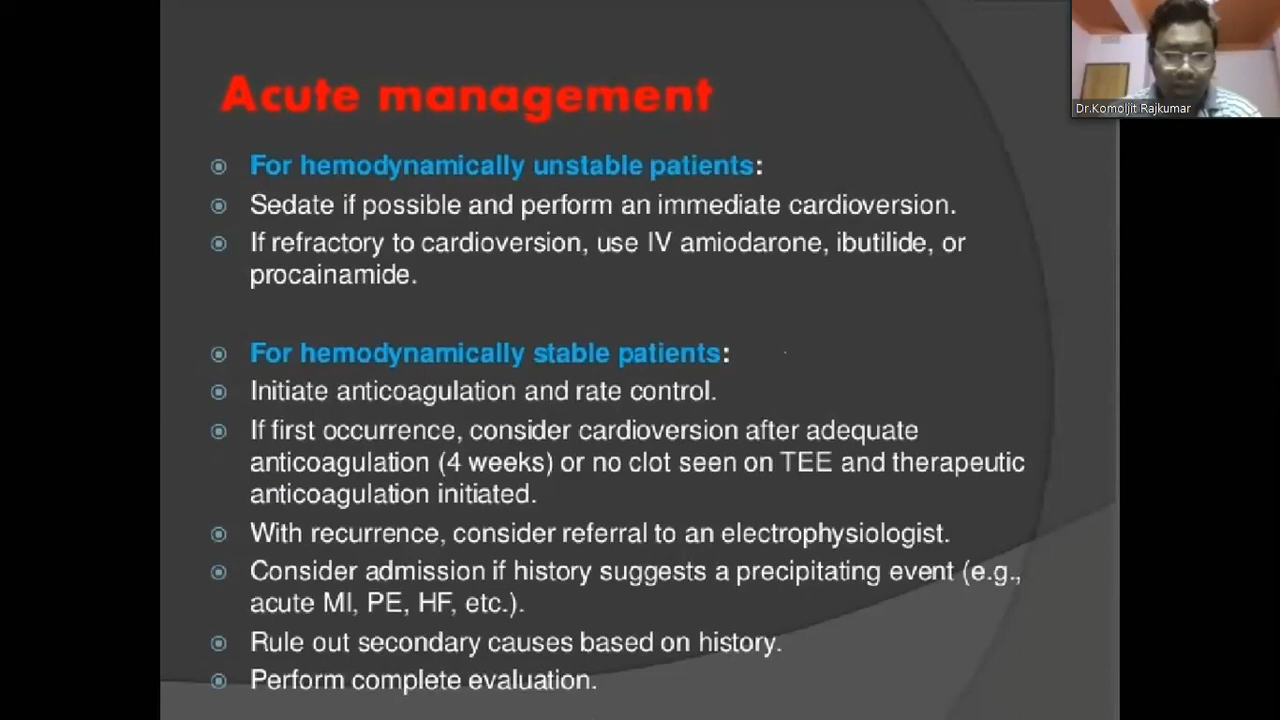 Acute management
For hemodynamically unstable patients:
Sedate if possible and perform an immediate cardioversion.
If refractory to cardioversion, use IV amiodarone, ibutilide, or
procainamide.
For hemodynamically stable patients:
Initiate anticoagulation and rate control.
If first occurrence, consider cardioversion after adequate
anticoagulation (4 weeks) or no clot seen on TEE and therapeutic
anticoagulation initiated.
With recurrence, consider referral to an electrophysiologist.
Consider admission if history suggests a precipitating event (e.g.,
acute MI, PE, HF, etc.).
Rule out secondary causes based on history.
Perform complete evaluation.
Dr.Komoljit Rajkumar